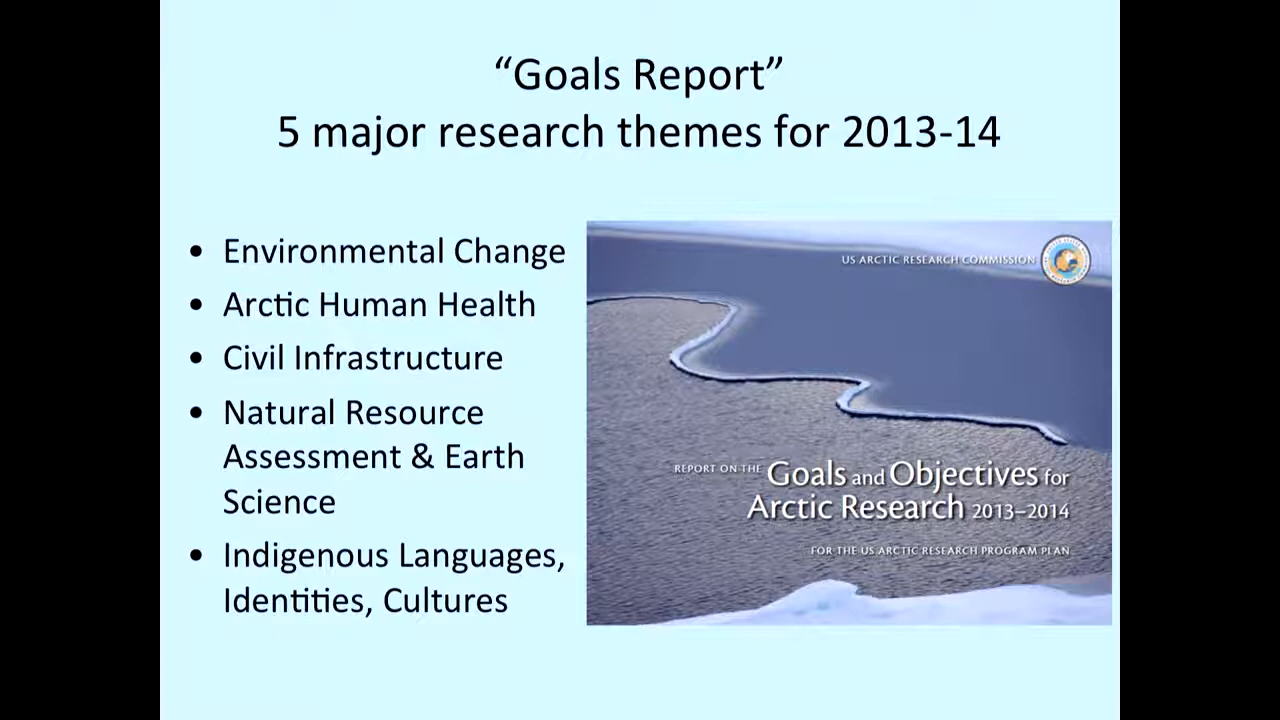 “Goals Report”
5 major research themes for 2013-14
• Environmental Change
• Arctic Human Health
• Civil Infrastructure
• Natural Resource
Assessment & Earth
Science
• Indigenous Languages,
Identities, Cultures
US ARCTIC RESEARCH COMMISSION
REPORT ON THE Goals and Objectives for
Arctic Research 2013–2014
FOR THE US ARCTIC RESEARCH PROGRAM PLAN